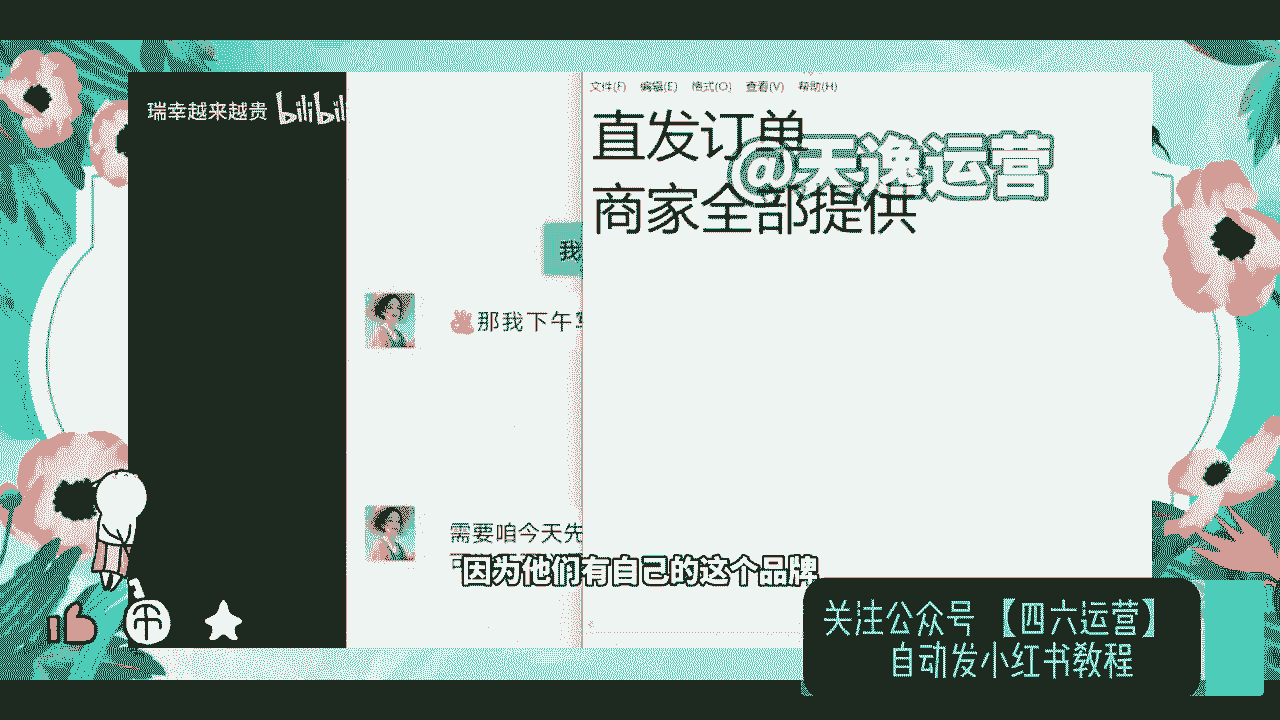 瑞幸越来越贵 bilibili
文件(F) 编辑(E) 格式(O) 查看(V) 帮助(H)
直发订单
@天逸运营
商家全部提供
我
那我下午
需要咱今天先
因为他们有自己的这个品牌
关注公众号【四六运营】
自动发小红书教程